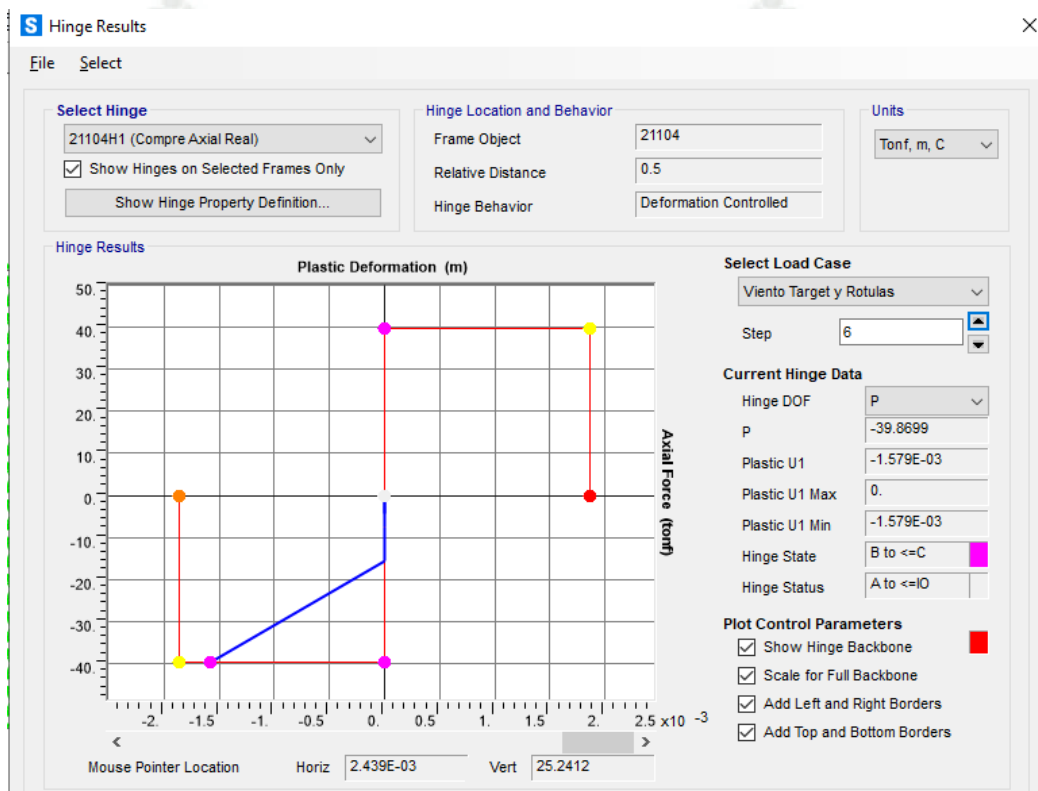 S Hinge Results
File Select
Select Hinge
21104H1 (Compre Axial Real)
Show Hinges on Selected Frames Only
Show Hinge Property Definition...
Hinge Location and Behavior
Frame Object 21104
Relative Distance 0.5
Hinge Behavior Deformation Controlled
Units
Tonf, m, C
Hinge Results
Plastic Deformation (m)
50.
40.
30.
20.
10.
0.
-10.
-20.
-30.
-40.
Axial Force (tonf)
-2. -1.5 -1. -0.5 0. 0.5 1. 1.5 2. 2.5 x10 -3
Mouse Pointer Location Horiz 2.439E-03 Vert 25.2412
Select Load Case
Viento Target y Rotulas
Step 6
Current Hinge Data
Hinge DOF P
P -39.8699
Plastic U1 -1.579E-03
Plastic U1 Max 0.
Plastic U1 Min -1.579E-03
Hinge State B to <=C
Hinge Status A to <=IO
Plot Control Parameters
Show Hinge Backbone
Scale for Full Backbone
Add Left and Right Borders
Add Top and Bottom Borders